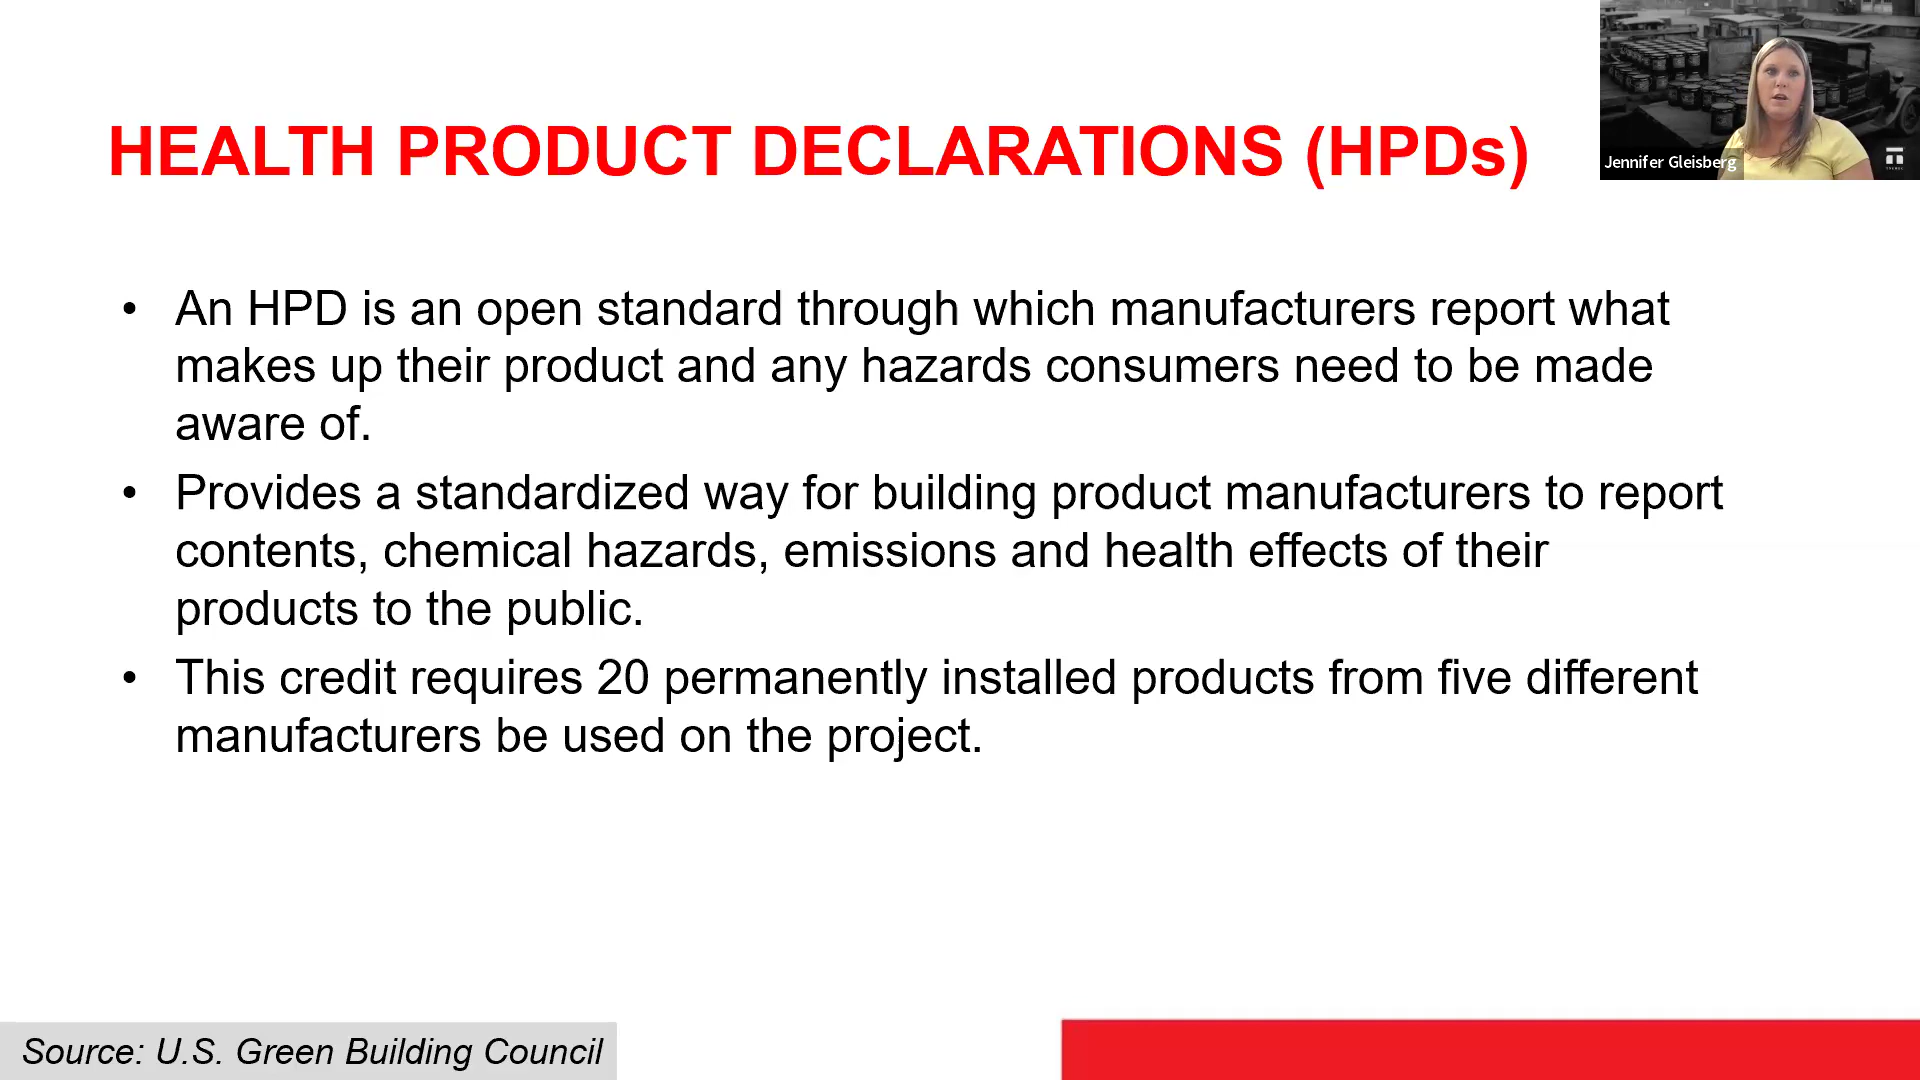 HEALTH PRODUCT DECLARATIONS (HPDs)
Jennifer Gleisberg
• An HPD is an open standard through which manufacturers report what
makes up their product and any hazards consumers need to be made
aware of.
• Provides a standardized way for building product manufacturers to report
contents, chemical hazards, emissions and health effects of their
products to the public.
• This credit requires 20 permanently installed products from five different
manufacturers be used on the project.
Source: U.S. Green Building Council